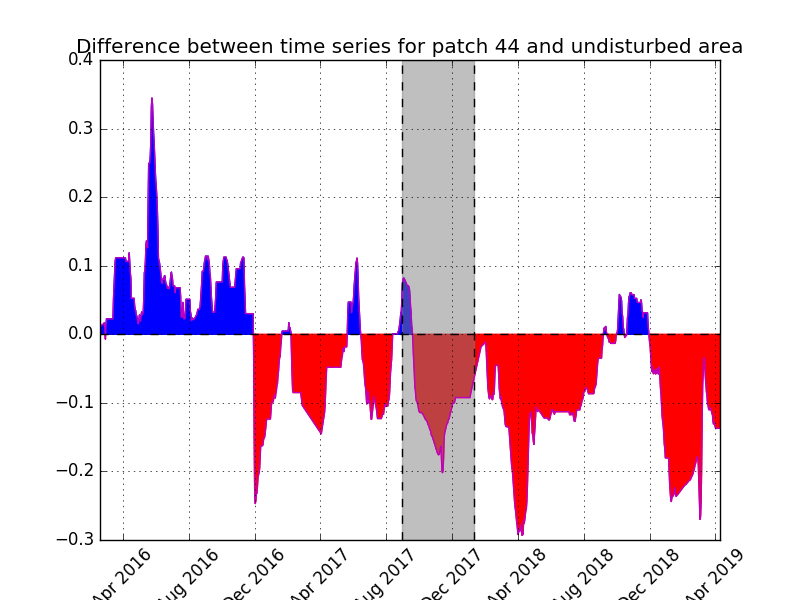 Difference between time series for patch 44 and undisturbed area
0.4
0.3
0.2
0.1
0.0
−0.1
−0.2
−0.3
Apr 2016
Aug 2016
Dec 2016
Apr 2017
Aug 2017
Dec 2017
Apr 2018
Aug 2018
Dec 2018
Apr 2019